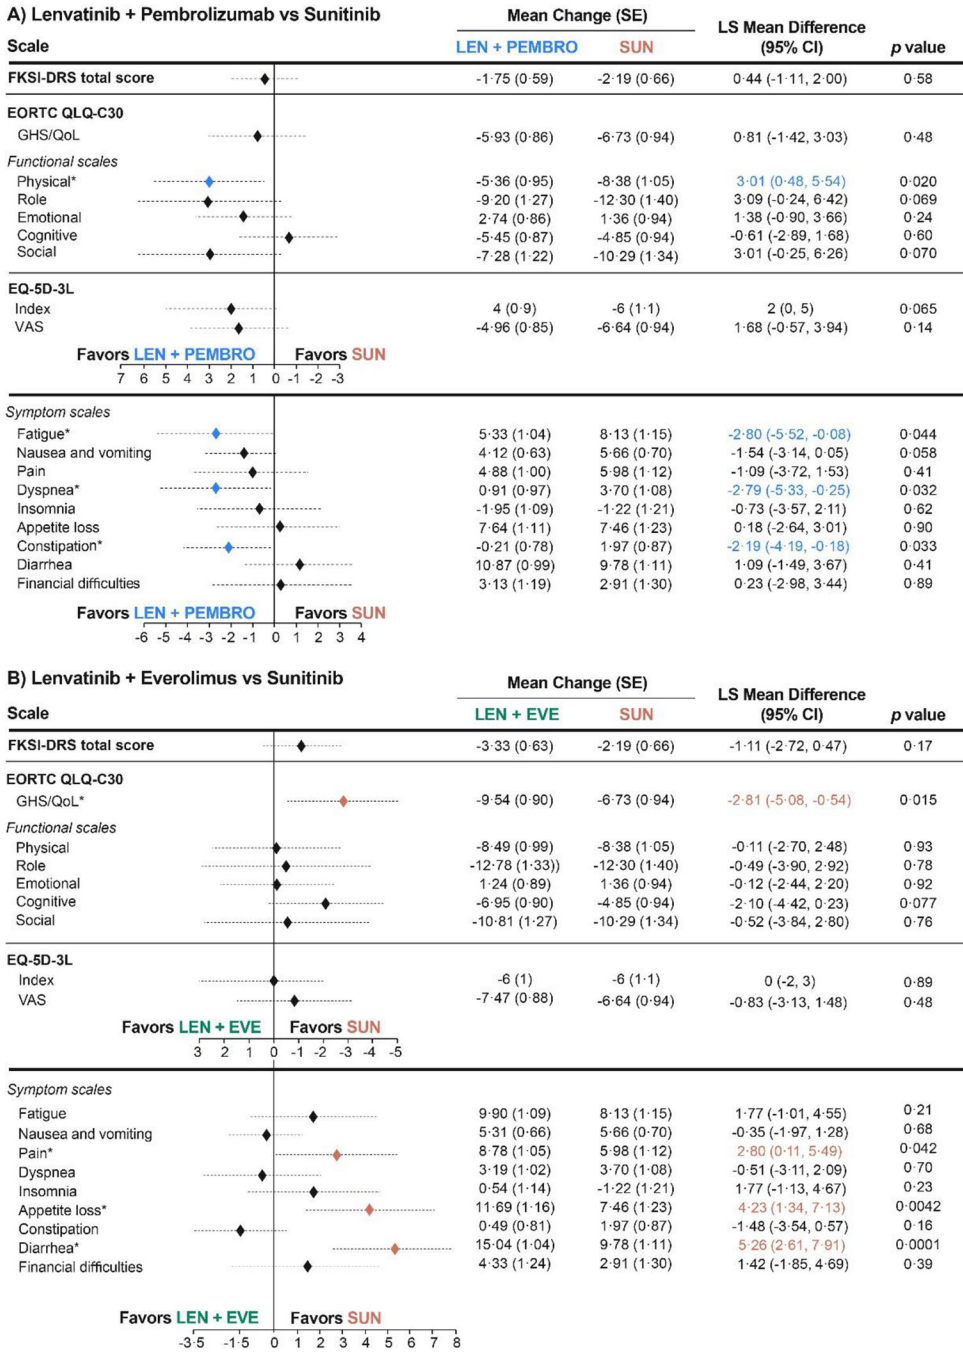 A) Lenvatinib + Pembrolizumab vs Sunitinib
Mean Change (SE)
LS Mean Difference
(95% CI)
Scale LEN + PEMBRO SUN p value
FKSI-DRS total score -1·75 (0·59) -2·19 (0·66) 0·44 (-1·11, 2·00) 0·58
EORTC QLQ-C30
GHS/QoL -5·93 (0·86) -6·73 (0·94) 0·81 (-1·42, 3·03) 0·48
Functional scales
Physical* -5·36 (0·95) -8·38 (1·05) 3·01 (0·48, 5·54) 0·020
Role -9·20 (1·27) -12·30 (1·40) 3·09 (-0·24, 6·42) 0·069
Emotional 2·74 (0·86) 1·36 (0·94) 1·38 (-0·90, 3·66) 0·24
Cognitive -5·45 (0·87) -4·85 (0·94) -0·61 (-2·89, 1·68) 0·60
Social -7·28 (1·22) -10·29 (1·34) 3·01 (-0·25, 6·26) 0·070
EQ-5D-3L
Index 4 (0·9) -6 (1·1) 2 (0, 5) 0·065
VAS -4·96 (0·85) -6·64 (0·94) 1·68 (-0·57, 3·94) 0·14
Favors LEN + PEMBRO Favors SUN
7 6 5 4 3 2 1 0 -1 -2 -3
Symptom scales
Fatigue* 5·33 (1·04) 8·13 (1·15) -2·80 (-5·52, -0·08) 0·044
Nausea and vomiting 4·12 (0·63) 5·66 (0·70) -1·54 (-3·14, 0·05) 0·058
Pain 4·88 (1·00) 5·98 (1·12) -1·09 (-3·72, 1·53) 0·41
Dyspnea* 0·91 (0·97) 3·70 (1·08) -2·79 (-5·33, -0·25) 0·032
Insomnia -1·95 (1·09) -1·22 (1·21) -0·73 (-3·57, 2·11) 0·62
Appetite loss 7·64 (1·11) 7·46 (1·23) 0·18 (-2·64, 3·01) 0·90
Constipation* -0·21 (0·78) 1·97 (0·87) -2·19 (-4·19, -0·18) 0·033
Diarrhea 10·87 (0·99) 9·78 (1·11) 1·09 (-1·49, 3·67) 0·41
Financial difficulties 3·13 (1·19) 2·91 (1·30) 0·23 (-2·98, 3·44) 0·89
Favors LEN + PEMBRO Favors SUN
-6 -5 -4 -3 -2 -1 0 1 2 3 4
B) Lenvatinib + Everolimus vs Sunitinib
Mean Change (SE)
LS Mean Difference
(95% CI)
Scale LEN + EVE SUN p value
FKSI-DRS total score -3·33 (0·63) -2·19 (0·66) -1·11 (-2·72, 0·47) 0·17
EORTC QLQ-C30
GHS/QoL* -9·54 (0·90) -6·73 (0·94) -2·81 (-5·08, -0·54) 0·015
Functional scales
Physical -8·49 (0·99) -8·38 (1·05) -0·11 (-2·70, 2·48) 0·93
Role -12·78 (1·33)) -12·30 (1·40) -0·49 (-3·90, 2·92) 0·78
Emotional 1·24 (0·89) 1·36 (0·94) -0·12 (-2·44, 2·20) 0·92
Cognitive -6·95 (0·90) -4·85 (0·94) -2·10 (-4·42, 0·23) 0·077
Social -10·81 (1·27) -10·29 (1·34) -0·52 (-3·84, 2·80) 0·76
EQ-5D-3L
Index -6 (1) -6 (1·1) 0 (-2, 3) 0·89
VAS -7·47 (0·88) -6·64 (0·94) -0·83 (-3·13, 1·48) 0·48
Favors LEN + EVE Favors SUN
3 2 1 0 -1 -2 -3 -4 -5
Symptom scales
Fatigue 9·90 (1·09) 8·13 (1·15) 1·77 (-1·01, 4·55) 0·21
Nausea and vomiting 5·31 (0·66) 5·66 (0·70) -0·35 (-1·97, 1·28) 0·68
Pain* 8·78 (1·05) 5·98 (1·12) 2·80 (0·11, 5·49) 0·042
Dyspnea 3·19 (1·02) 3·70 (1·08) -0·51 (-3·11, 2·09) 0·70
Insomnia 0·54 (1·14) -1·22 (1·21) 1·77 (-1·13, 4·67) 0·23
Appetite loss* 11·69 (1·16) 7·46 (1·23) 4·23 (1·34, 7·13) 0·0042
Constipation 0·49 (0·81) 1·97 (0·87) -1·48 (-3·54, 0·57) 0·16
Diarrhea* 15·04 (1·04) 9·78 (1·11) 5·26 (2·61, 7·91) 0·0001
Financial difficulties 4·33 (1·24) 2·91 (1·30) 1·42 (-1·85, 4·69) 0·39
Favors LEN + EVE Favors SUN
-3·5 -1·5 0 1 2 3 4 5 6 7 8